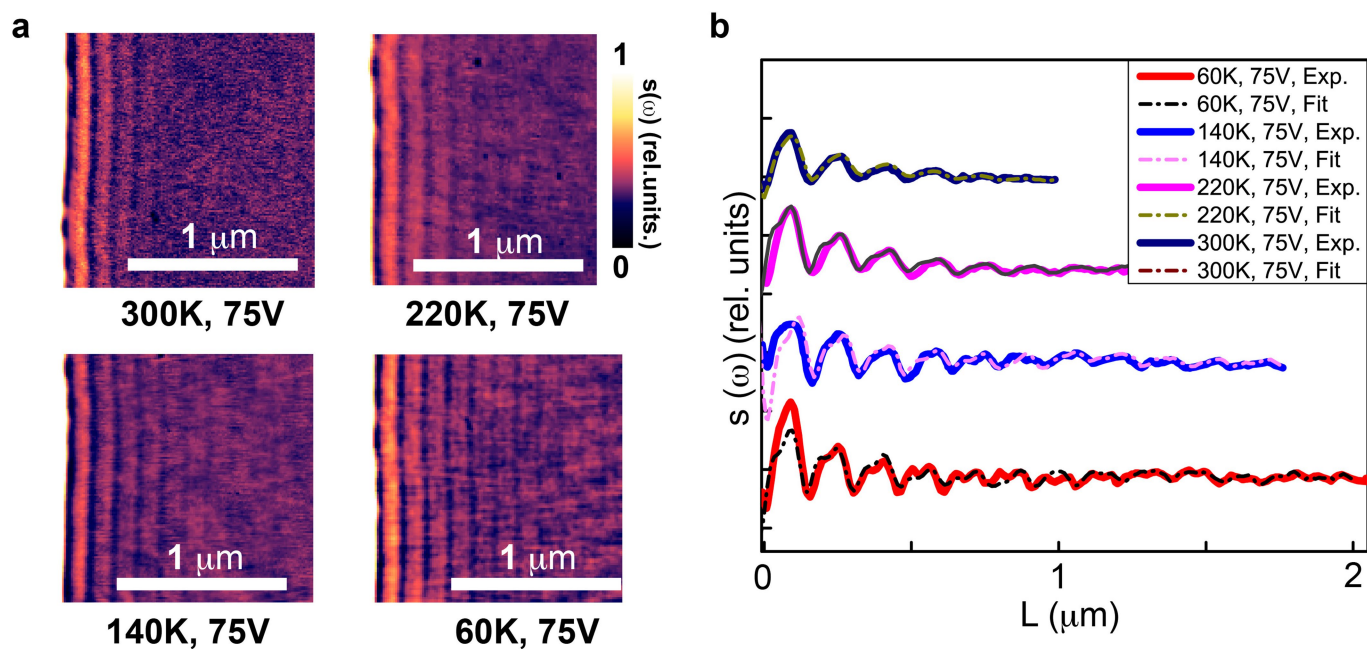 a
1
s(ω) (rel.units.)
0
1 μm
300K, 75V
1 μm
220K, 75V
1 μm
140K, 75V
1 μm
60K, 75V
b
60K, 75V, Exp.
60K, 75V, Fit
140K, 75V, Exp.
140K, 75V, Fit
220K, 75V, Exp.
220K, 75V, Fit
300K, 75V, Exp.
300K, 75V, Fit
s (ω) (rel. units)
0
1
2
L (μm)